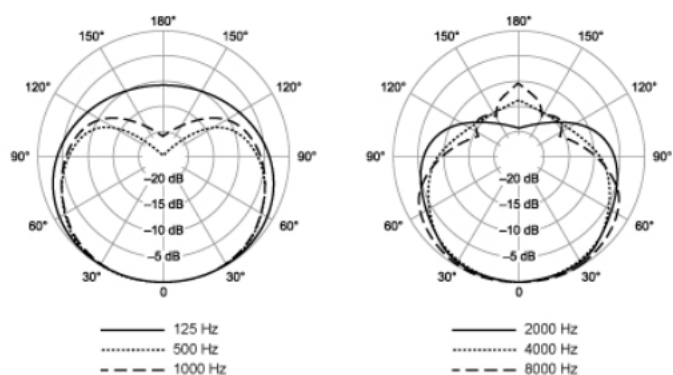 180°
150° 150°
120° 120°
90° 90°
–20 dB
–15 dB
60° 60°
–10 dB
–5 dB
30° 30°
0
125 Hz
500 Hz
1000 Hz
180°
150° 150°
120° 120°
90° 90°
–20 dB
–15 dB
60° 60°
–10 dB
–5 dB
30° 30°
0
2000 Hz
4000 Hz
8000 Hz